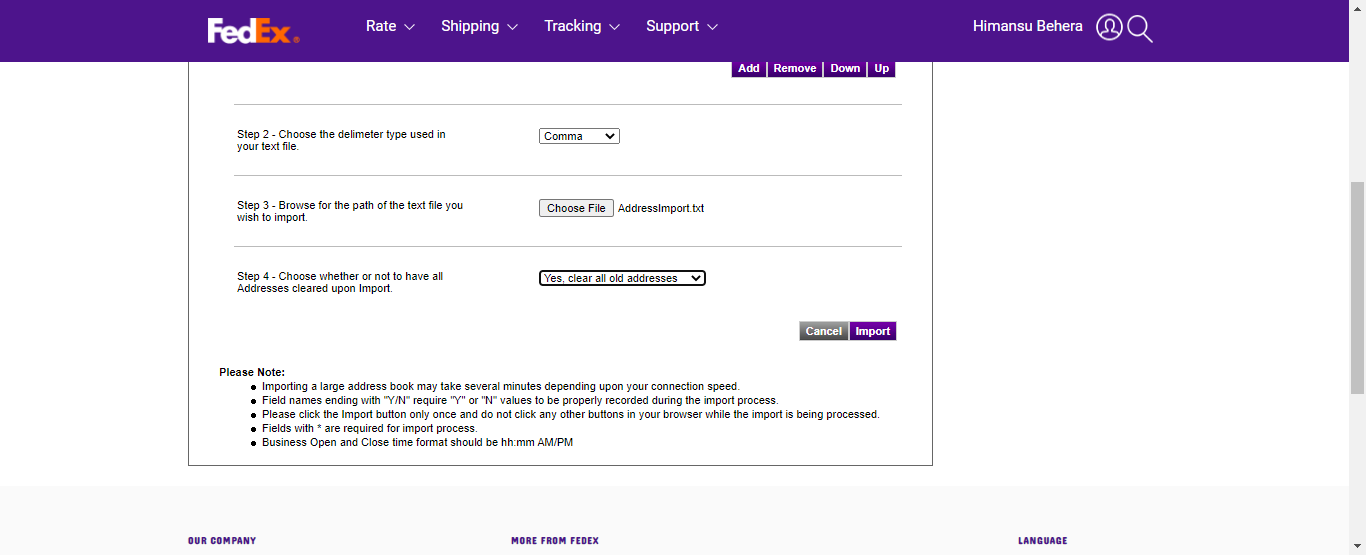 FedEx®
Rate Shipping Tracking Support Himansu Behera
Add Remove Down Up
Step 2 - Choose the delimeter type used in
your text file.
Comma
Step 3 - Browse for the path of the text file you
wish to import.
Choose File AddressImport.txt
Step 4 - Choose whether or not to have all
Addresses cleared upon Import.
Yes, clear all old addresses
Cancel Import
Please Note:
Importing a large address book may take several minutes depending upon your connection speed.
Field names ending with "Y/N" require "Y" or "N" values to be properly recorded during the import process.
Please click the Import button only once and do not click any other buttons in your browser while the import is being processed.
Fields with * are required for import process.
Business Open and Close time format should be hh:mm AM/PM
OUR COMPANY MORE FROM FEDEX LANGUAGE